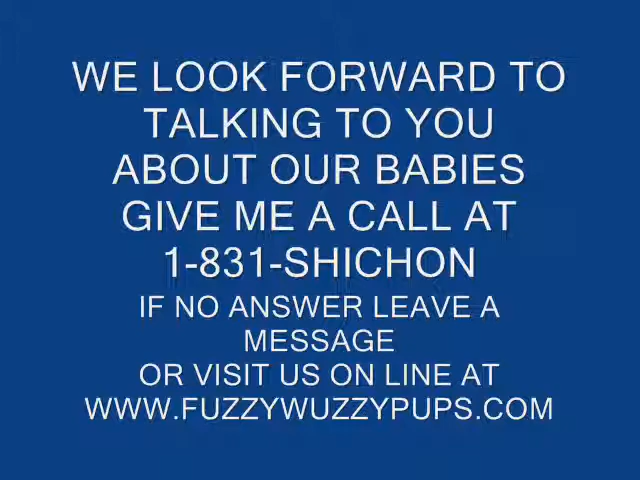 WE LOOK FORWARD TO
TALKING TO YOU
ABOUT OUR BABIES
GIVE ME A CALL AT
1-831-SHICHON
IF NO ANSWER LEAVE A
MESSAGE
OR VISIT US ON LINE AT
WWW.FUZZYWUZZYPUPS.COM